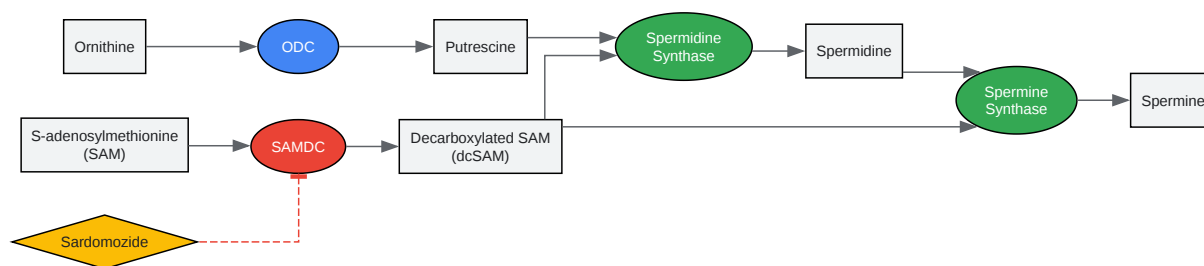 Ornithine
ODC
Putrescine
Spermidine
Synthase
Spermidine
Spermine
Synthase
Spermine
S-adenosylmethionine
(SAM)
SAMDC
Decarboxylated SAM
(dcSAM)
Sardomozide